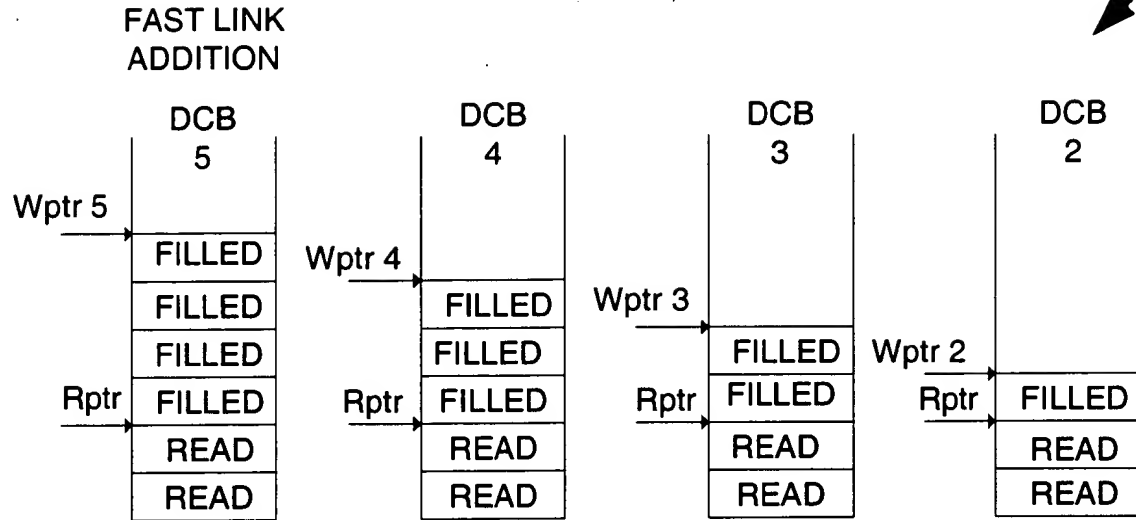 FAST LINK
ADDITION
DCB
5
Wptr 5
FILLED
FILLED
FILLED
Rptr FILLED
READ
READ
DCB
4
Wptr 4
FILLED
FILLED
Rptr FILLED
READ
READ
DCB
3
Wptr 3
FILLED
Rptr FILLED
READ
READ
DCB
2
Wptr 2
Rptr FILLED
READ
READ